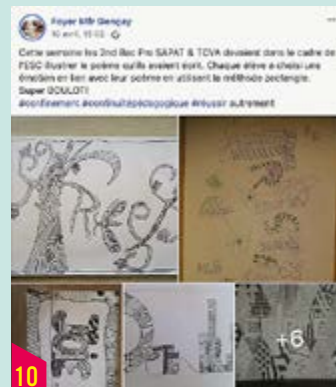 Foyer Mfr Gençay
10 avril, 15:03
Cette semaine les 2nd Bac Pro SAPAT & TCVA devaient dans le cadre de
l'ESC illustrer le poème qu'ils avaient écrit. Chaque élève a choisi une
émotion en lien avec leur poème en utilisant la méthode
Super BOULOT!
#confinement #continuitépédagogique #réussir autrement
+6
10